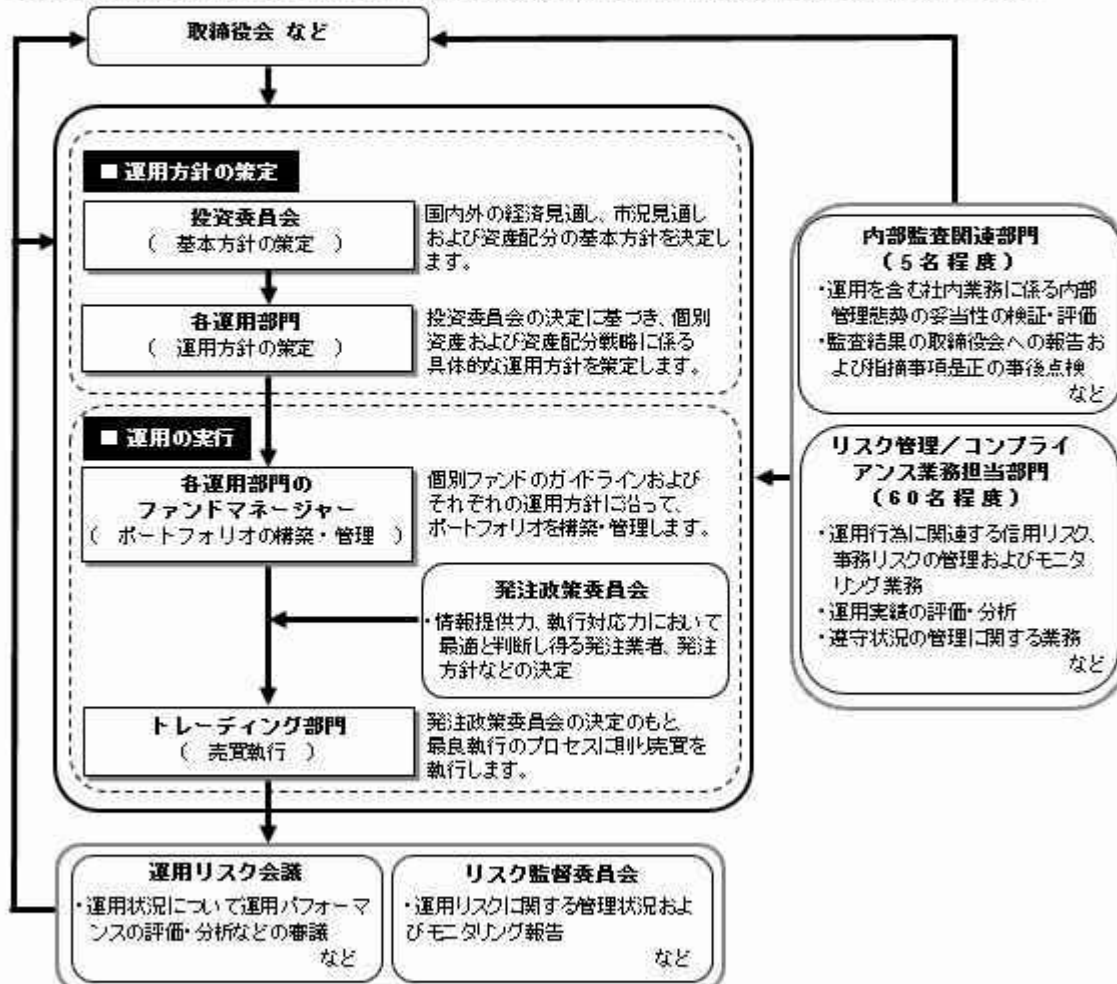 取締役会 など
■ 運用方針の策定
投資委員会
( 基本方針の策定 )
国内外の経済見通し、市況見通し
および資産配分の基本方針を決定し
ます。
各運用部門
( 運用方針の策定 )
投資委員会の決定に基づき、個別
資産および資産配分戦略に係る
具体的な運用方針を策定します。
■ 運用の実行
各運用部門の
ファンドマネージャー
( ポートフォリオの構築・管理 )
個別ファンドのガイドラインおよび
それぞれの運用方針に沿って、
ポートフォリオを構築・管理します。
発注政策委員会
・情報提供力、執行対応力において
最適と判断し得る発注業者、発注
方針などの決定
トレーディング部門
( 売買執行 )
発注政策委員会の決定のもと、
最良執行のプロセスに則り売買を
執行します。
運用リスク会議
・運用状況について運用パフォーマ
ンスの評価・分析などの審議
など
リスク監督委員会
・運用リスクに関する管理状況およ
びモニタリング報告
など
内部監査関連部門
(5名程度)
・運用を含む社内業務に係る内部
管理態勢の妥当性の検証・評価
・監査結果の取締役会への報告お
よび指摘事項是正の事後点検
など
リスク管理/コンプライ
アンス業務担当部門
(60名程度)
・運用行為に関連する信用リスク、
事務リスクの管理およびモニタ
リング業務
・運用実績の評価・分析
・遵守状況の管理に関する業務
など